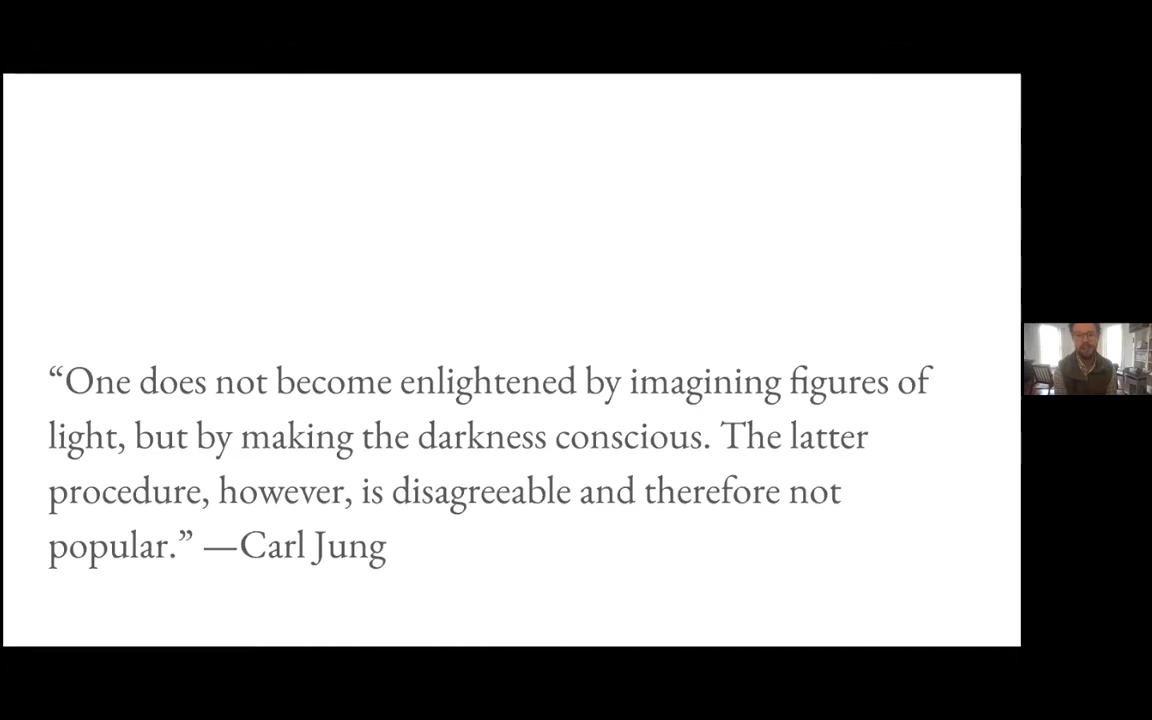 “One does not become enlightened by imagining figures of
light, but by making the darkness conscious. The latter
procedure, however, is disagreeable and therefore not
popular.” —Carl Jung